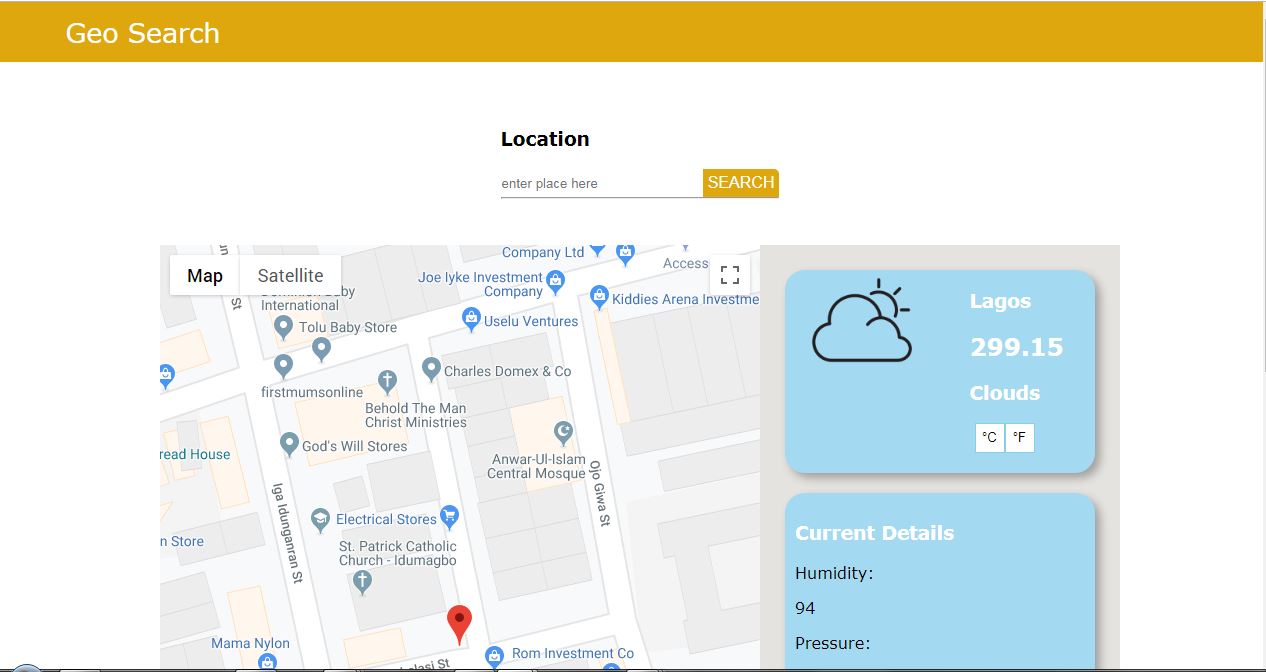 Geo Search
Location
enter place here
SEARCH
Map
Satellite
Company Ltd
Access
Joe Iyke Investment
Company
Kiddies Arena Investme
Baby
International
St
Tolu Baby Store
Uselu Ventures
firstmumsonline
Charles Domex & Co
Behold The Man
Christ Ministries
God's Will Stores
read House
Anwar-Ul-Islam
Central Mosque
Ojo Giwa St
Iga Idunganran St
Electrical Stores
n Store
St. Patrick Catholic
Church - Idumagbo
Mama Nylon
Rom Investment Co
St
Lagos
299.15
Clouds
°C
°F
Current Details
Humidity:
94
Pressure: